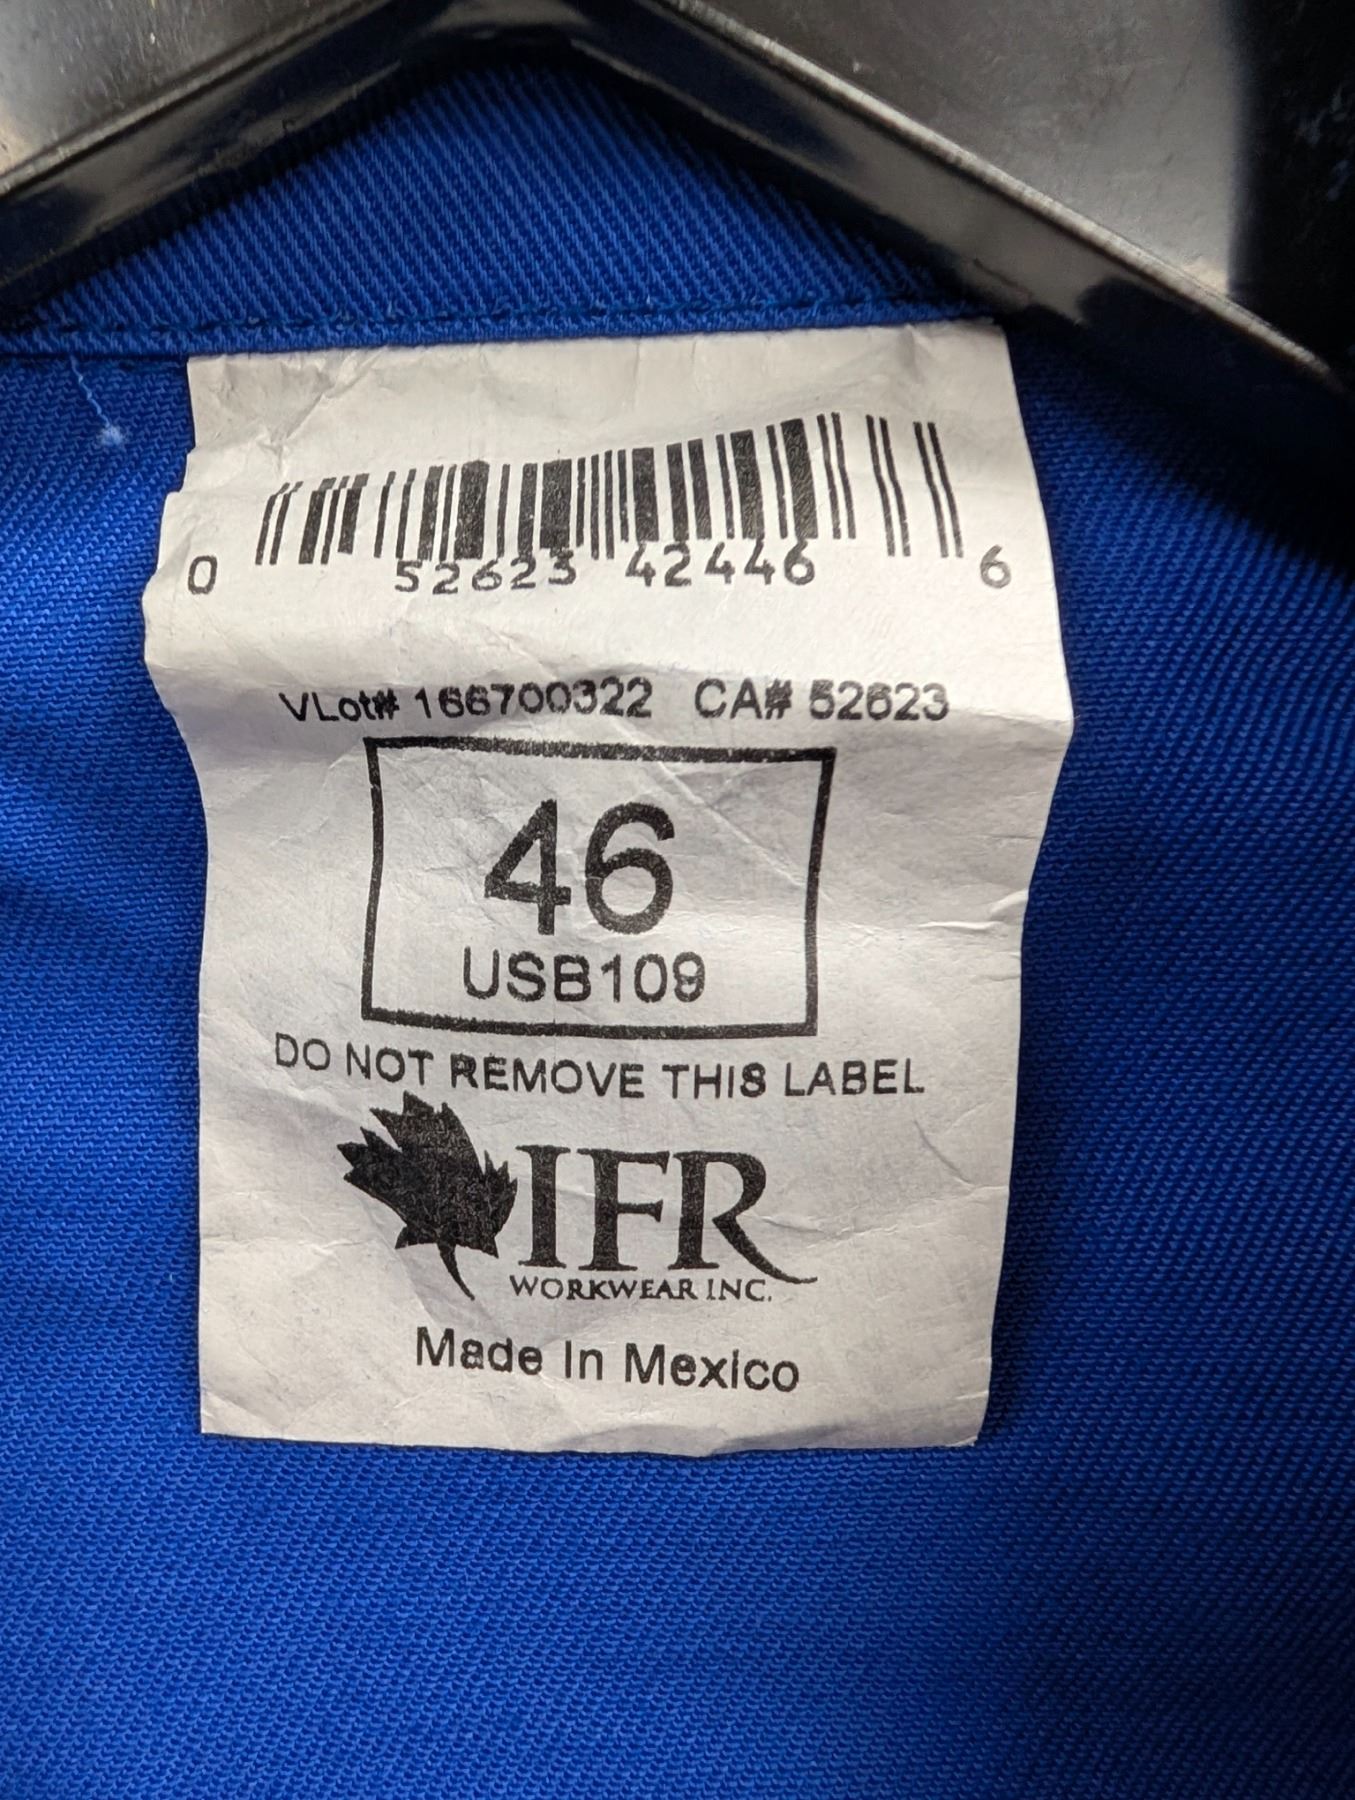 0 52623 42446 6
VLot# 166700322 CA# 52623
46
USB109
DO NOT REMOVE THIS LABEL
IFR
WORKWEAR INC.
Made In Mexico